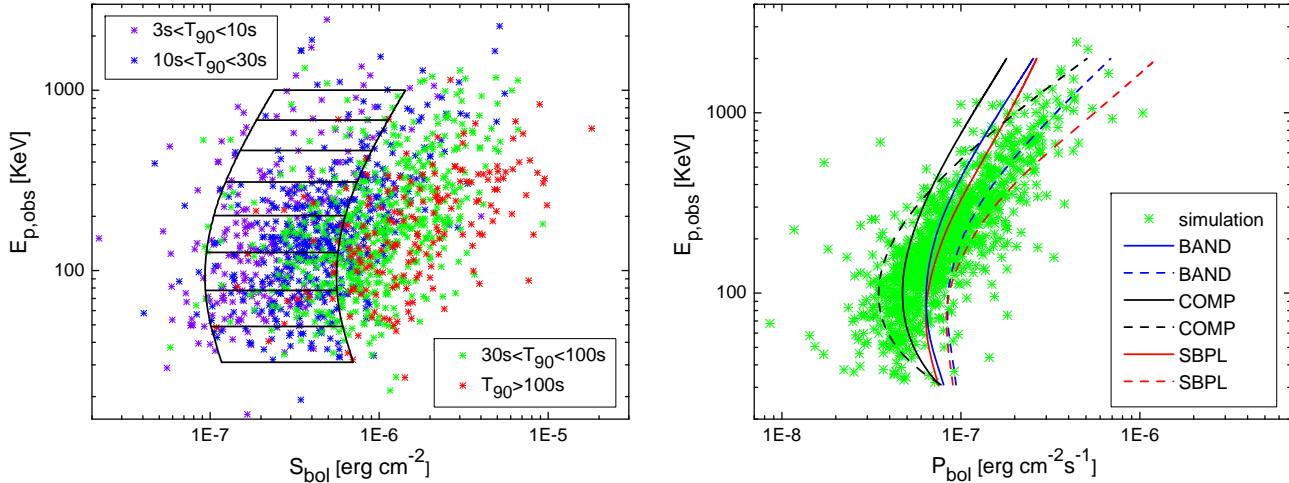 3s<T90<10s
10s<T90<30s
1000
100
Ep,obs [KeV]
30s<T90<100s
T90>100s
1E-7
1E-6
1E-5
Sbol [erg cm-2]
1000
100
Ep,obs [KeV]
simulation
BAND
BAND
COMP
COMP
SBPL
SBPL
1E-8
1E-7
1E-6
Pbol [erg cm-2s-1]